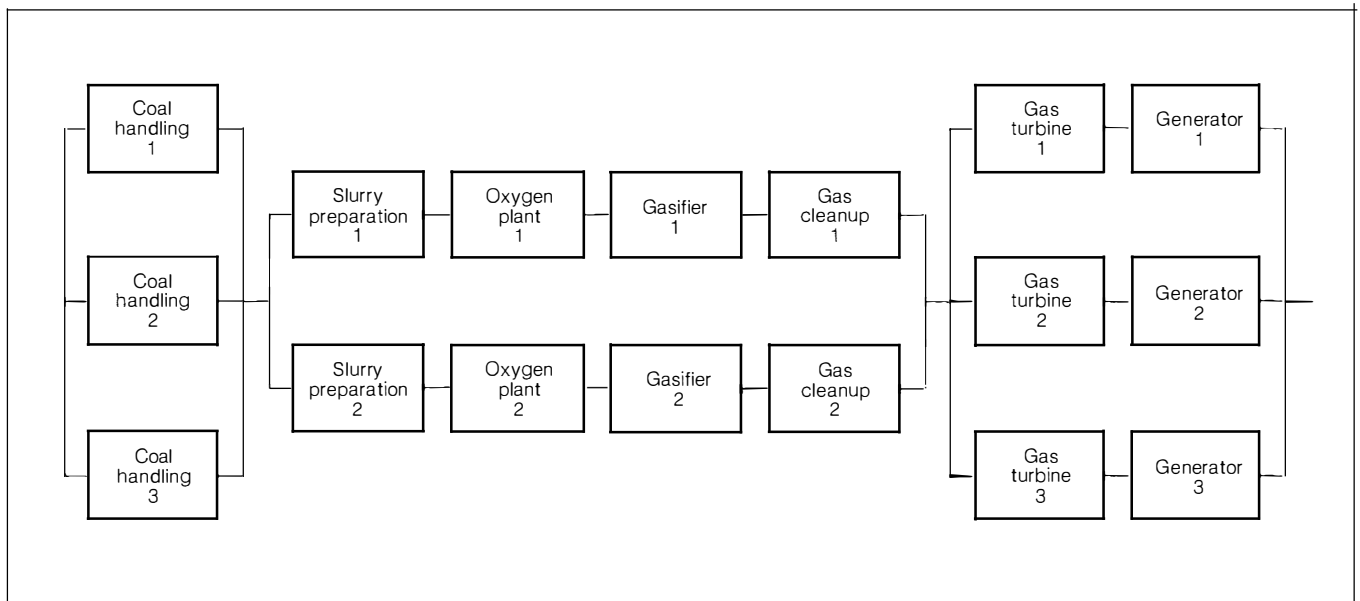 Coal
handling
1
Coal
handling
2
Coal
handling
3
Slurry
preparation
1
Oxygen
plant
1
Gasifier
1
Gas
cleanup
1
Slurry
preparation
2
Oxygen
plant
2
Gasifier
2
Gas
cleanup
2
Gas
turbine
1
Generator
1
Gas
turbine
2
Generator
2
Gas
turbine
3
Generator
3